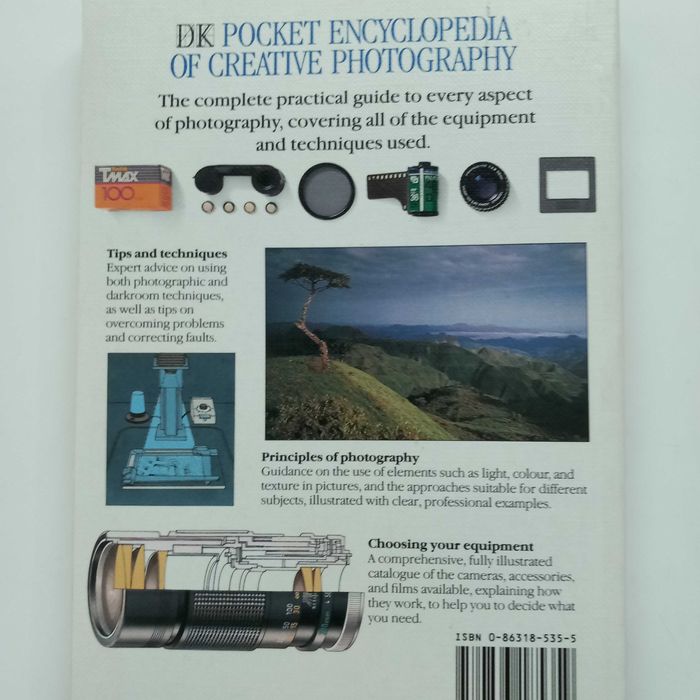 DK POCKET ENCYCLOPEDIA
OF CREATIVE PHOTOGRAPHY
The complete practical guide to every aspect
of photography, covering all of the equipment
and techniques used.
Kodak
TMAX
100
Tips and techniques
Expert advice on using
both photographic and
darkroom techniques,
as well as tips on
overcoming problems
and correcting faults.
Principles of photography
Guidance on the use of elements such as light, colour, and
texture in pictures, and the approaches suitable for different
subjects, illustrated with clear, professional examples.
Choosing your equipment
A comprehensive, fully illustrated
catalogue of the cameras, accessories,
and films available, explaining how
they work, to help you to decide what
you need.
ISBN 0-86318-535-5